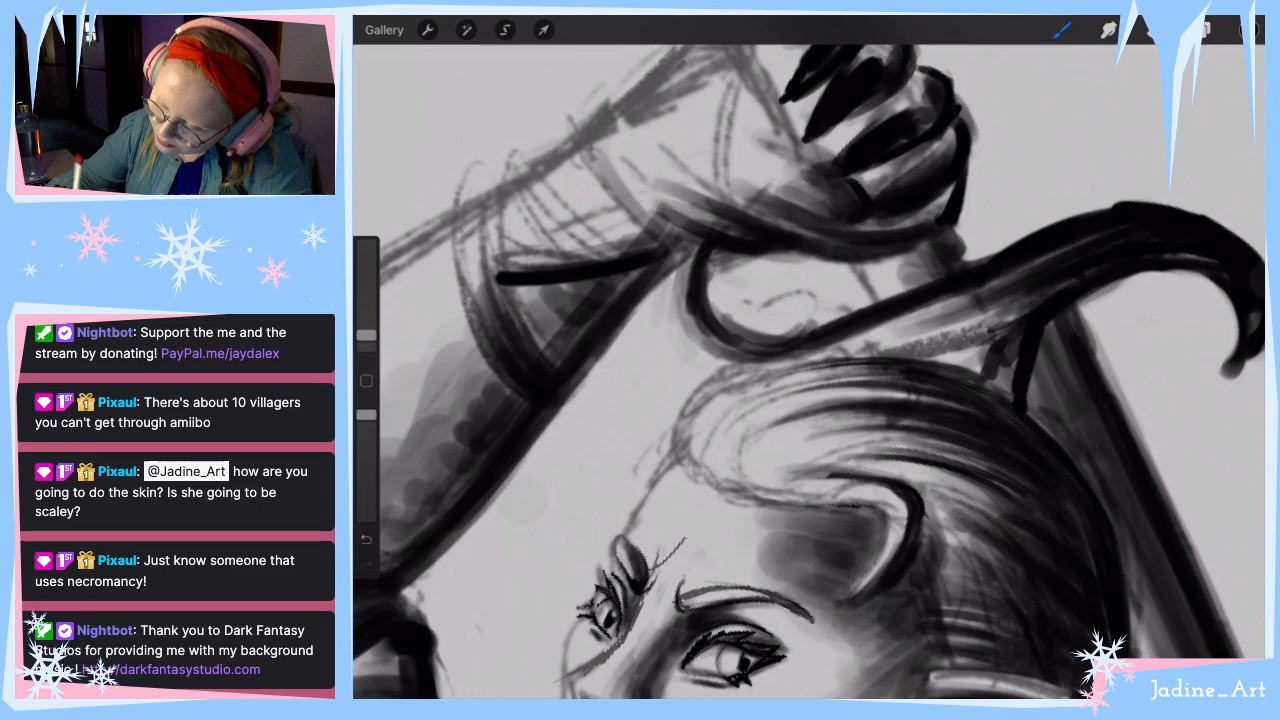 Gallery
Nightbot: Support the me and the
stream by donating! PayPal.me/jaydalex
Pixaul: There's about 10 villagers
you can't get through amiibo
Pixaul: @Jadine_Art how are you
going to do the skin? Is she going to be
scaley?
Pixaul: Just know someone that
uses necromancy!
Nightbot: Thank you to Dark Fantasy
Studios for providing me with my background
darkfantasystudio.com
Jadine_Art